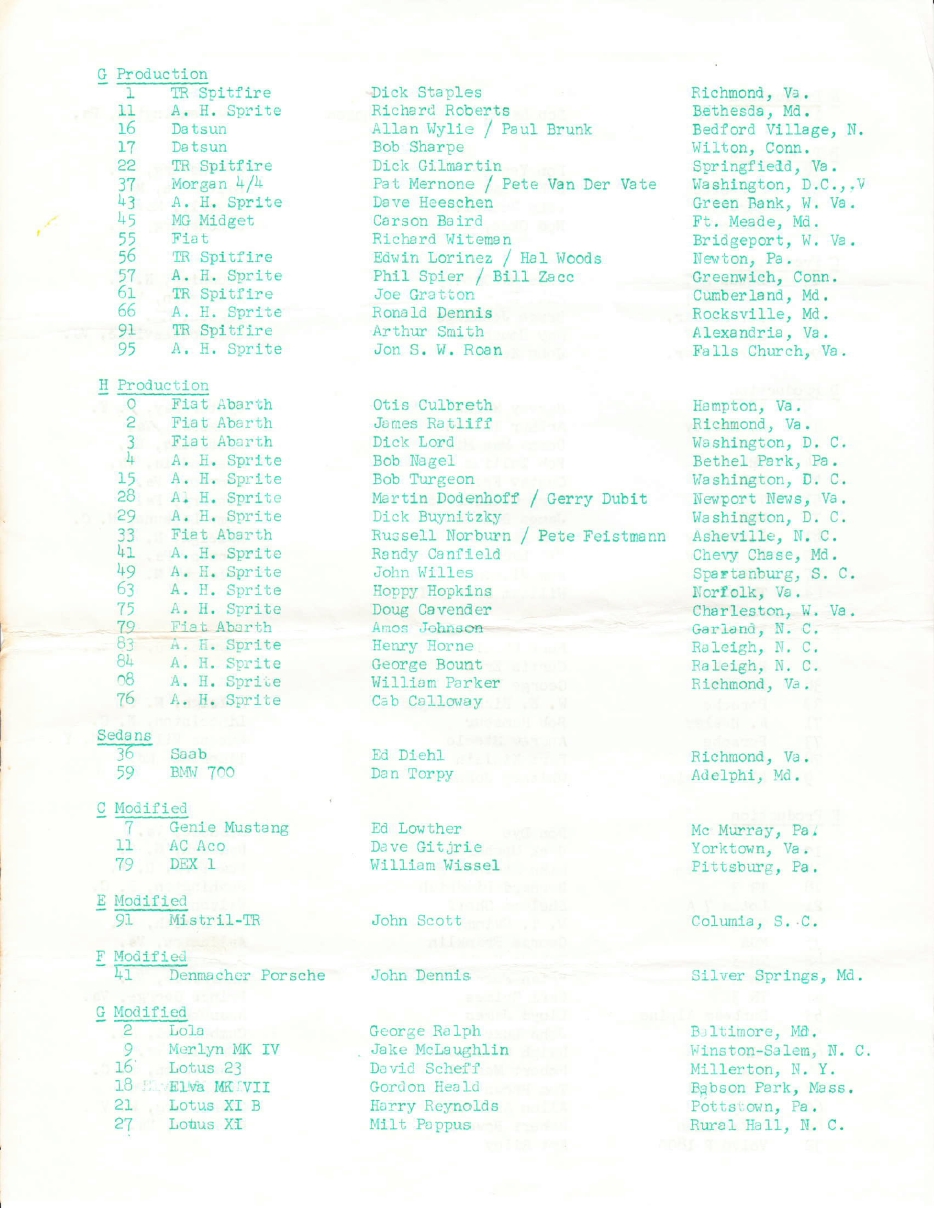 G Production
1 TR Spitfire Dick Staples Richmond, Va.
11 A. H. Sprite Richard Roberts Bethesda, Md.
16 Datsun Allan Wylie / Paul Brunk Bedford Village, N.
17 Datsun Bob Sharpe Wilton, Conn.
22 TR Spitfire Dick Gilmartin Springfield, Va.
37 Morgan 4/4 Pat Mernone / Pete Van Der Vate Washington, D.C.,.V
43 A. H. Sprite Dave Heeschen Green Bank, W. Va.
45 MG Midget Carson Baird Ft. Meade, Md.
55 Fiat Richard Witeman Bridgeport, W. Va.
56 TR Spitfire Edwin Lorinez / Hal Woods Newton, Pa.
57 A. H. Sprite Phil Spier / Bill Zacc Greenwich, Conn.
61 TR Spitfire Joe Gratton Cumberland, Md.
66 A. H. Sprite Ronald Dennis Rocksville, Md.
91 TR Spitfire Arthur Smith Alexandria, Va.
95 A. H. Sprite Jon S. W. Roan Falls Church, Va.
H Production
0 Fiat Abarth Otis Culbreth Hampton, Va.
2 Fiat Abarth James Ratliff Richmond, Va.
3 Fiat Abarth Dick Lord Washington, D. C.
4 A. H. Sprite Bob Nagel Bethel Park, Pa.
15 A. H. Sprite Bob Turgeon Washington, D. C.
28 A. H. Sprite Martin Dodenhoff / Gerry Dubit Newport News, Va.
29 A. H. Sprite Dick Buynitzky Washington, D. C.
33 Fiat Abarth Russell Norburn / Pete Feistmann Asheville, N. C.
41 A. H. Sprite Randy Canfield Chevy Chase, Md.
49 A. H. Sprite John Willes Spartanburg, S. C.
63 A. H. Sprite Hoppy Hopkins Norfolk, Va.
75 A. H. Sprite Doug Cavender Charleston, W. Va.
79 Fiat Abarth Amos Johnson Garland, N. C.
83 A. H. Sprite Henry Horne Raleigh, N. C.
84 A. H. Sprite George Bount Raleigh, N. C.
08 A. H. Sprite William Parker Richmond, Va.
76 A. H. Sprite Cab Calloway
Sedans
36 Saab Ed Diehl Richmond, Va.
59 BMW 700 Dan Torpy Adelphi, Md.
C Modified
7 Genie Mustang Ed Lowther Mc Murray, Pa.
11 AC Aco Dave Gitjrie Yorktown, Va.
79 DEX 1 William Wissel Pittsburg, Pa.
E Modified
91 Mistril-TR John Scott Columia, S. C.
F Modified
41 Denmacher Porsche John Dennis Silver Springs, Md.
G Modified
2 Lola George Ralph Baltimore, Md.
9 Merlyn MK IV Jake McLaughlin Winston-Salem, N. C.
16 Lotus 23 David Scheff Millerton, N. Y.
18 Elva MK VII Gordon Heald Babson Park, Mass.
21 Lotus XI B Harry Reynolds Pottstown, Pa.
27 Lotus XI Milt Pappus Rural Hall, N. C.